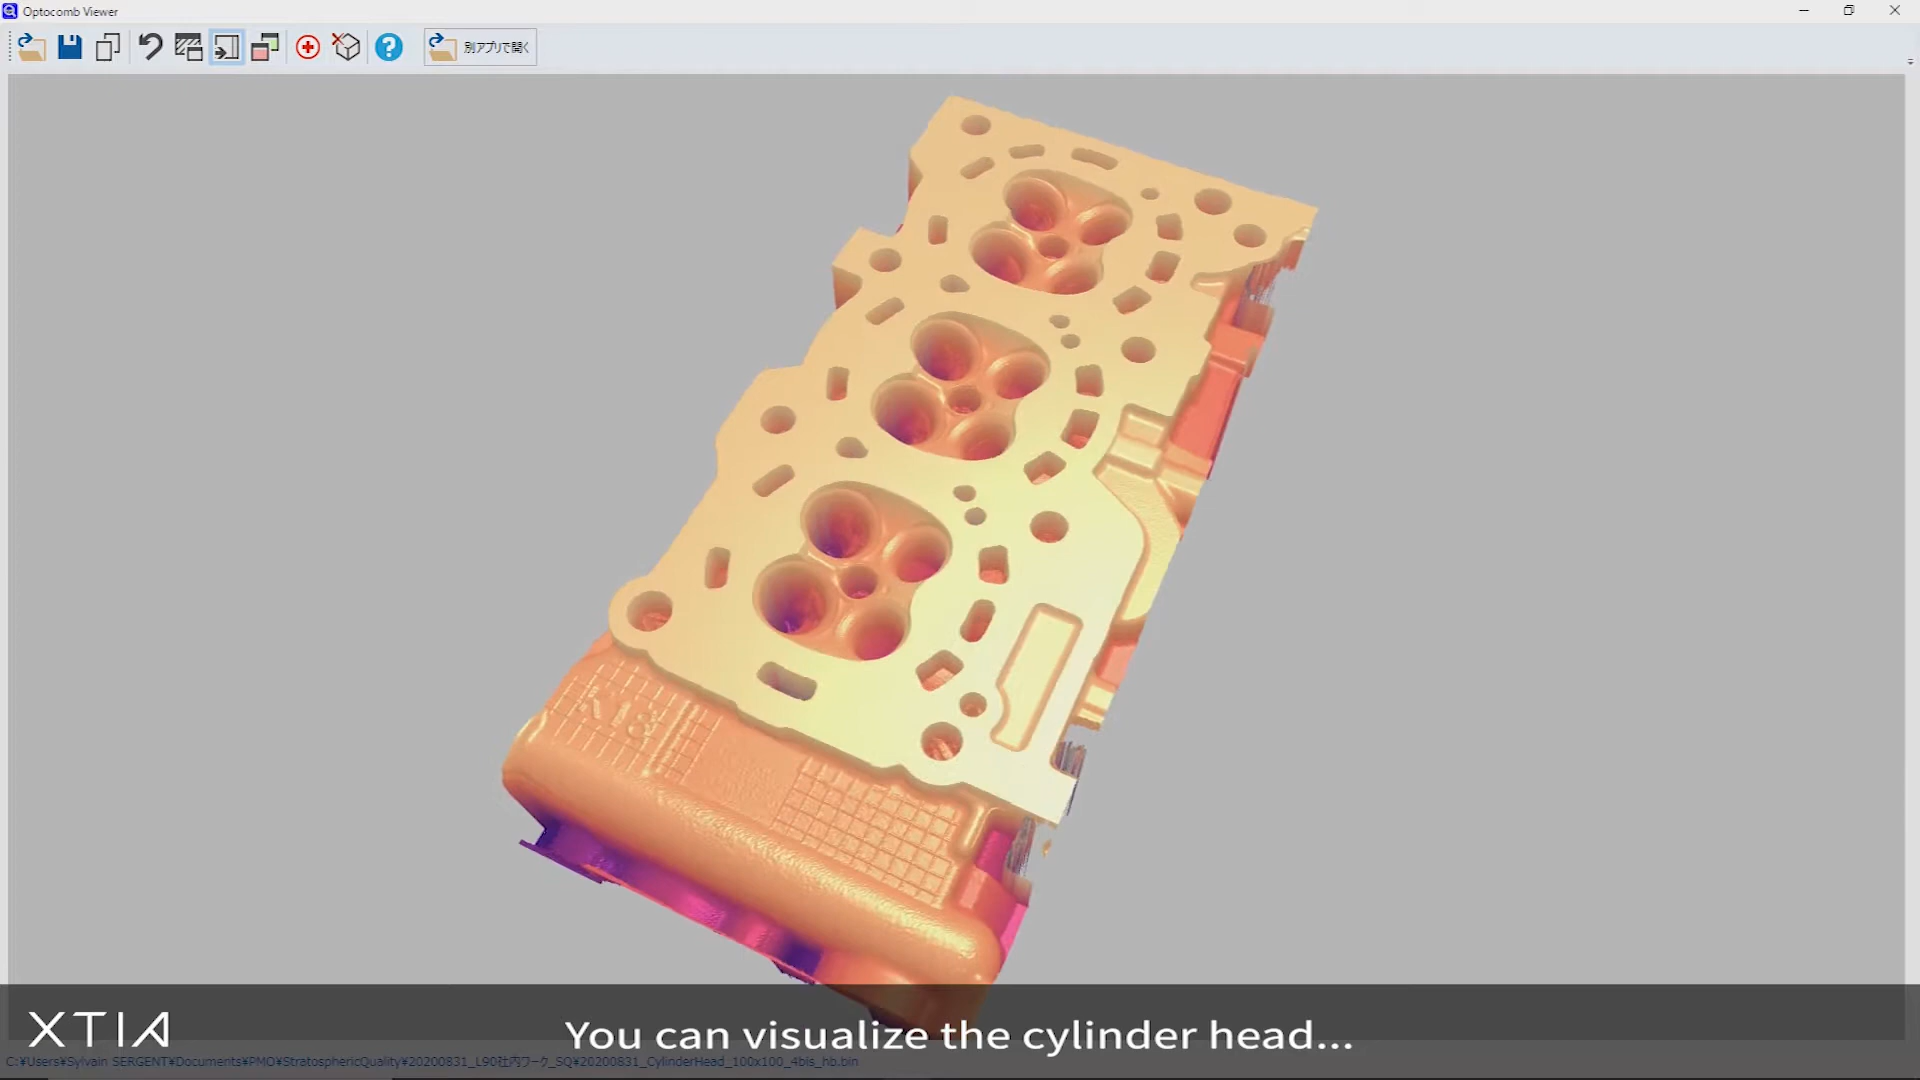 Optocomb Viewer
別アプリで開く
K18
XTIA
You can visualize the cylinder head...
C:¥Users¥Sylvain SERGENT¥Documents¥PMO¥StratosphericQuality¥20200831_L90社内ワーク_SQ¥20200831_CylinderHead_100x100_4bis_hb.bin